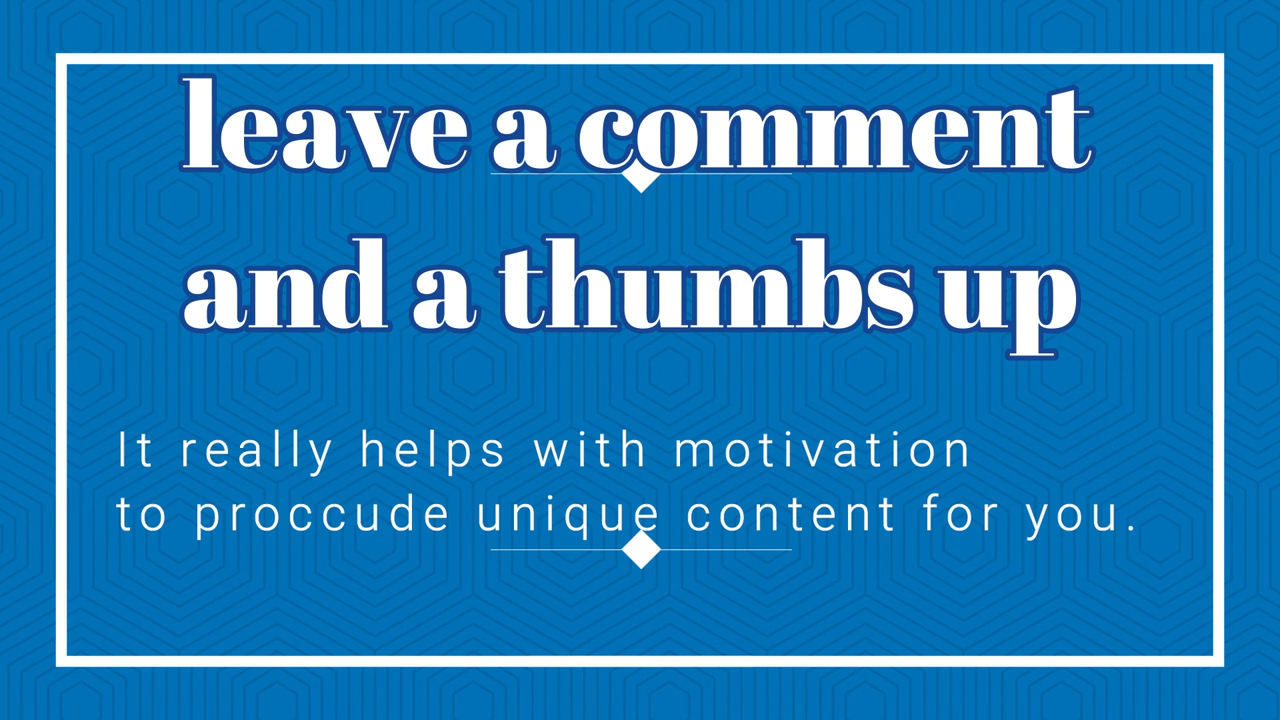 leave a comment
and a thumbs up
It really helps with motivation
to proccude unique content for you.